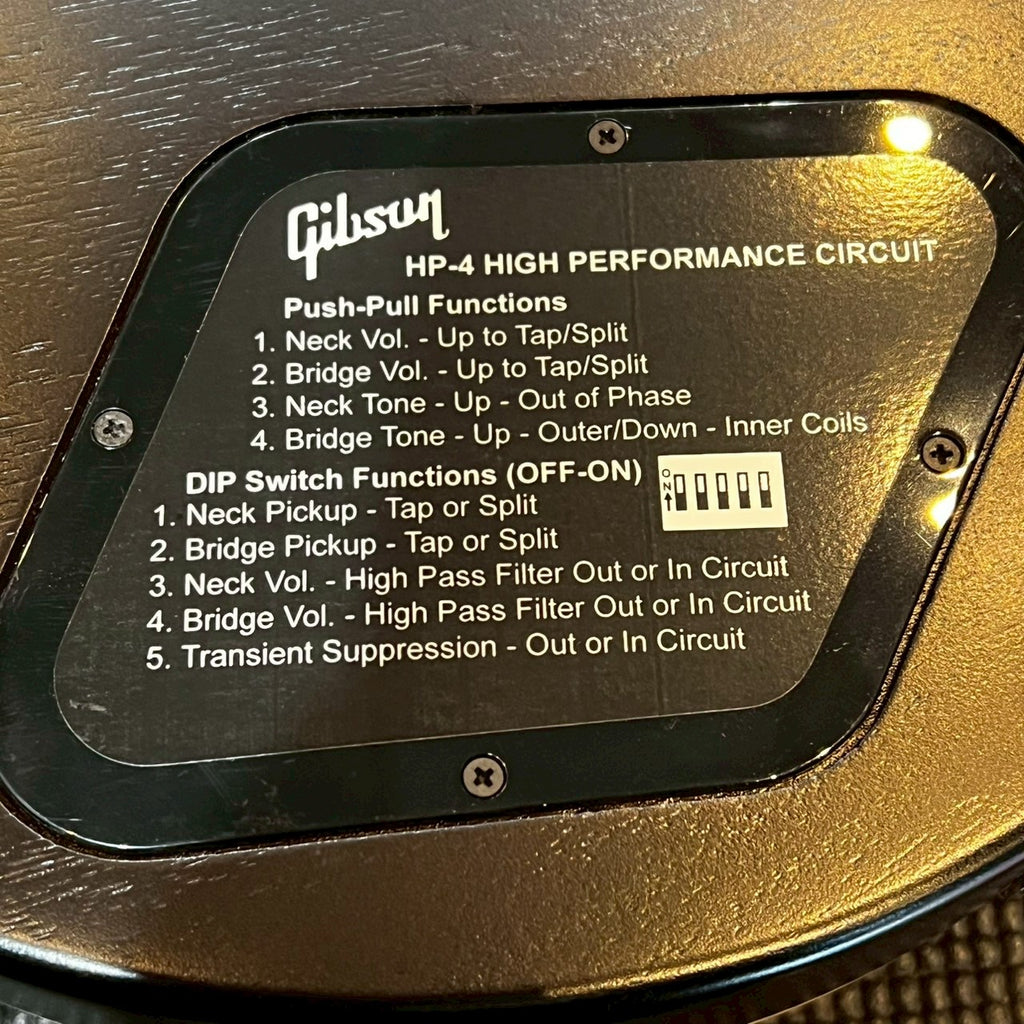 Gibson
HP-4 HIGH PERFORMANCE CIRCUIT
Push-Pull Functions
1. Neck Vol. - Up to Tap/Split
2. Bridge Vol. - Up to Tap/Split
3. Neck Tone - Up - Out of Phase
4. Bridge Tone - Up - Outer/Down - Inner Coils
DIP Switch Functions (OFF-ON)
ON
1. Neck Pickup - Tap or Split
2. Bridge Pickup - Tap or Split
3. Neck Vol. - High Pass Filter Out or In Circuit
4. Bridge Vol. - High Pass Filter Out or In Circuit
5. Transient Suppression - Out or In Circuit